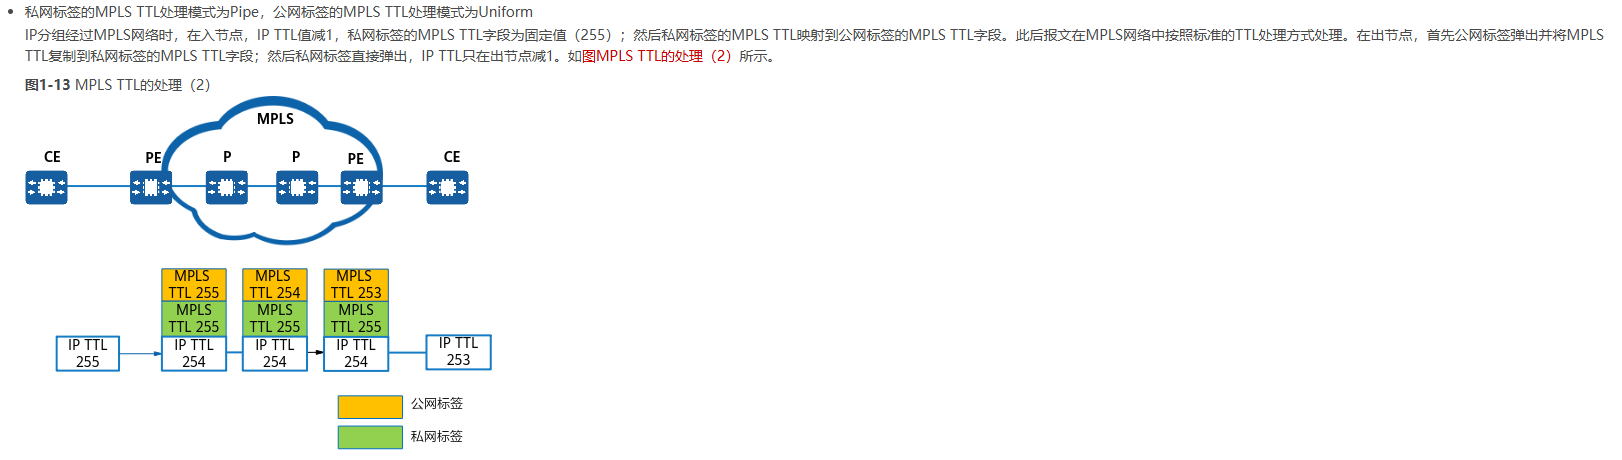 私网标签的MPLS TTL处理模式为Pipe，公网标签的MPLS TTL处理模式为Uniform
IP分组经过MPLS网络时，在入节点，IP TTL值减1，私网标签的MPLS TTL字段为固定值（255）；然后私网标签的MPLS TTL映射到公网标签的MPLS TTL字段。此后报文在MPLS网络中按照标准的TTL处理方式处理。在出节点，首先公网标签弹出并将MPLS
TTL复制到私网标签的MPLS TTL字段；然后私网标签直接弹出，IP TTL只在出节点减1。如图MPLS TTL的处理（2）所示。
图1-13 MPLS TTL的处理（2）
MPLS
CE PE P P PE CE
MPLS MPLS MPLS
TTL 255 TTL 254 TTL 253
MPLS MPLS MPLS
TTL 255 TTL 255 TTL 255
IP TTL IP TTL IP TTL IP TTL IP TTL
255 254 254 254 253
公网标签
私网标签